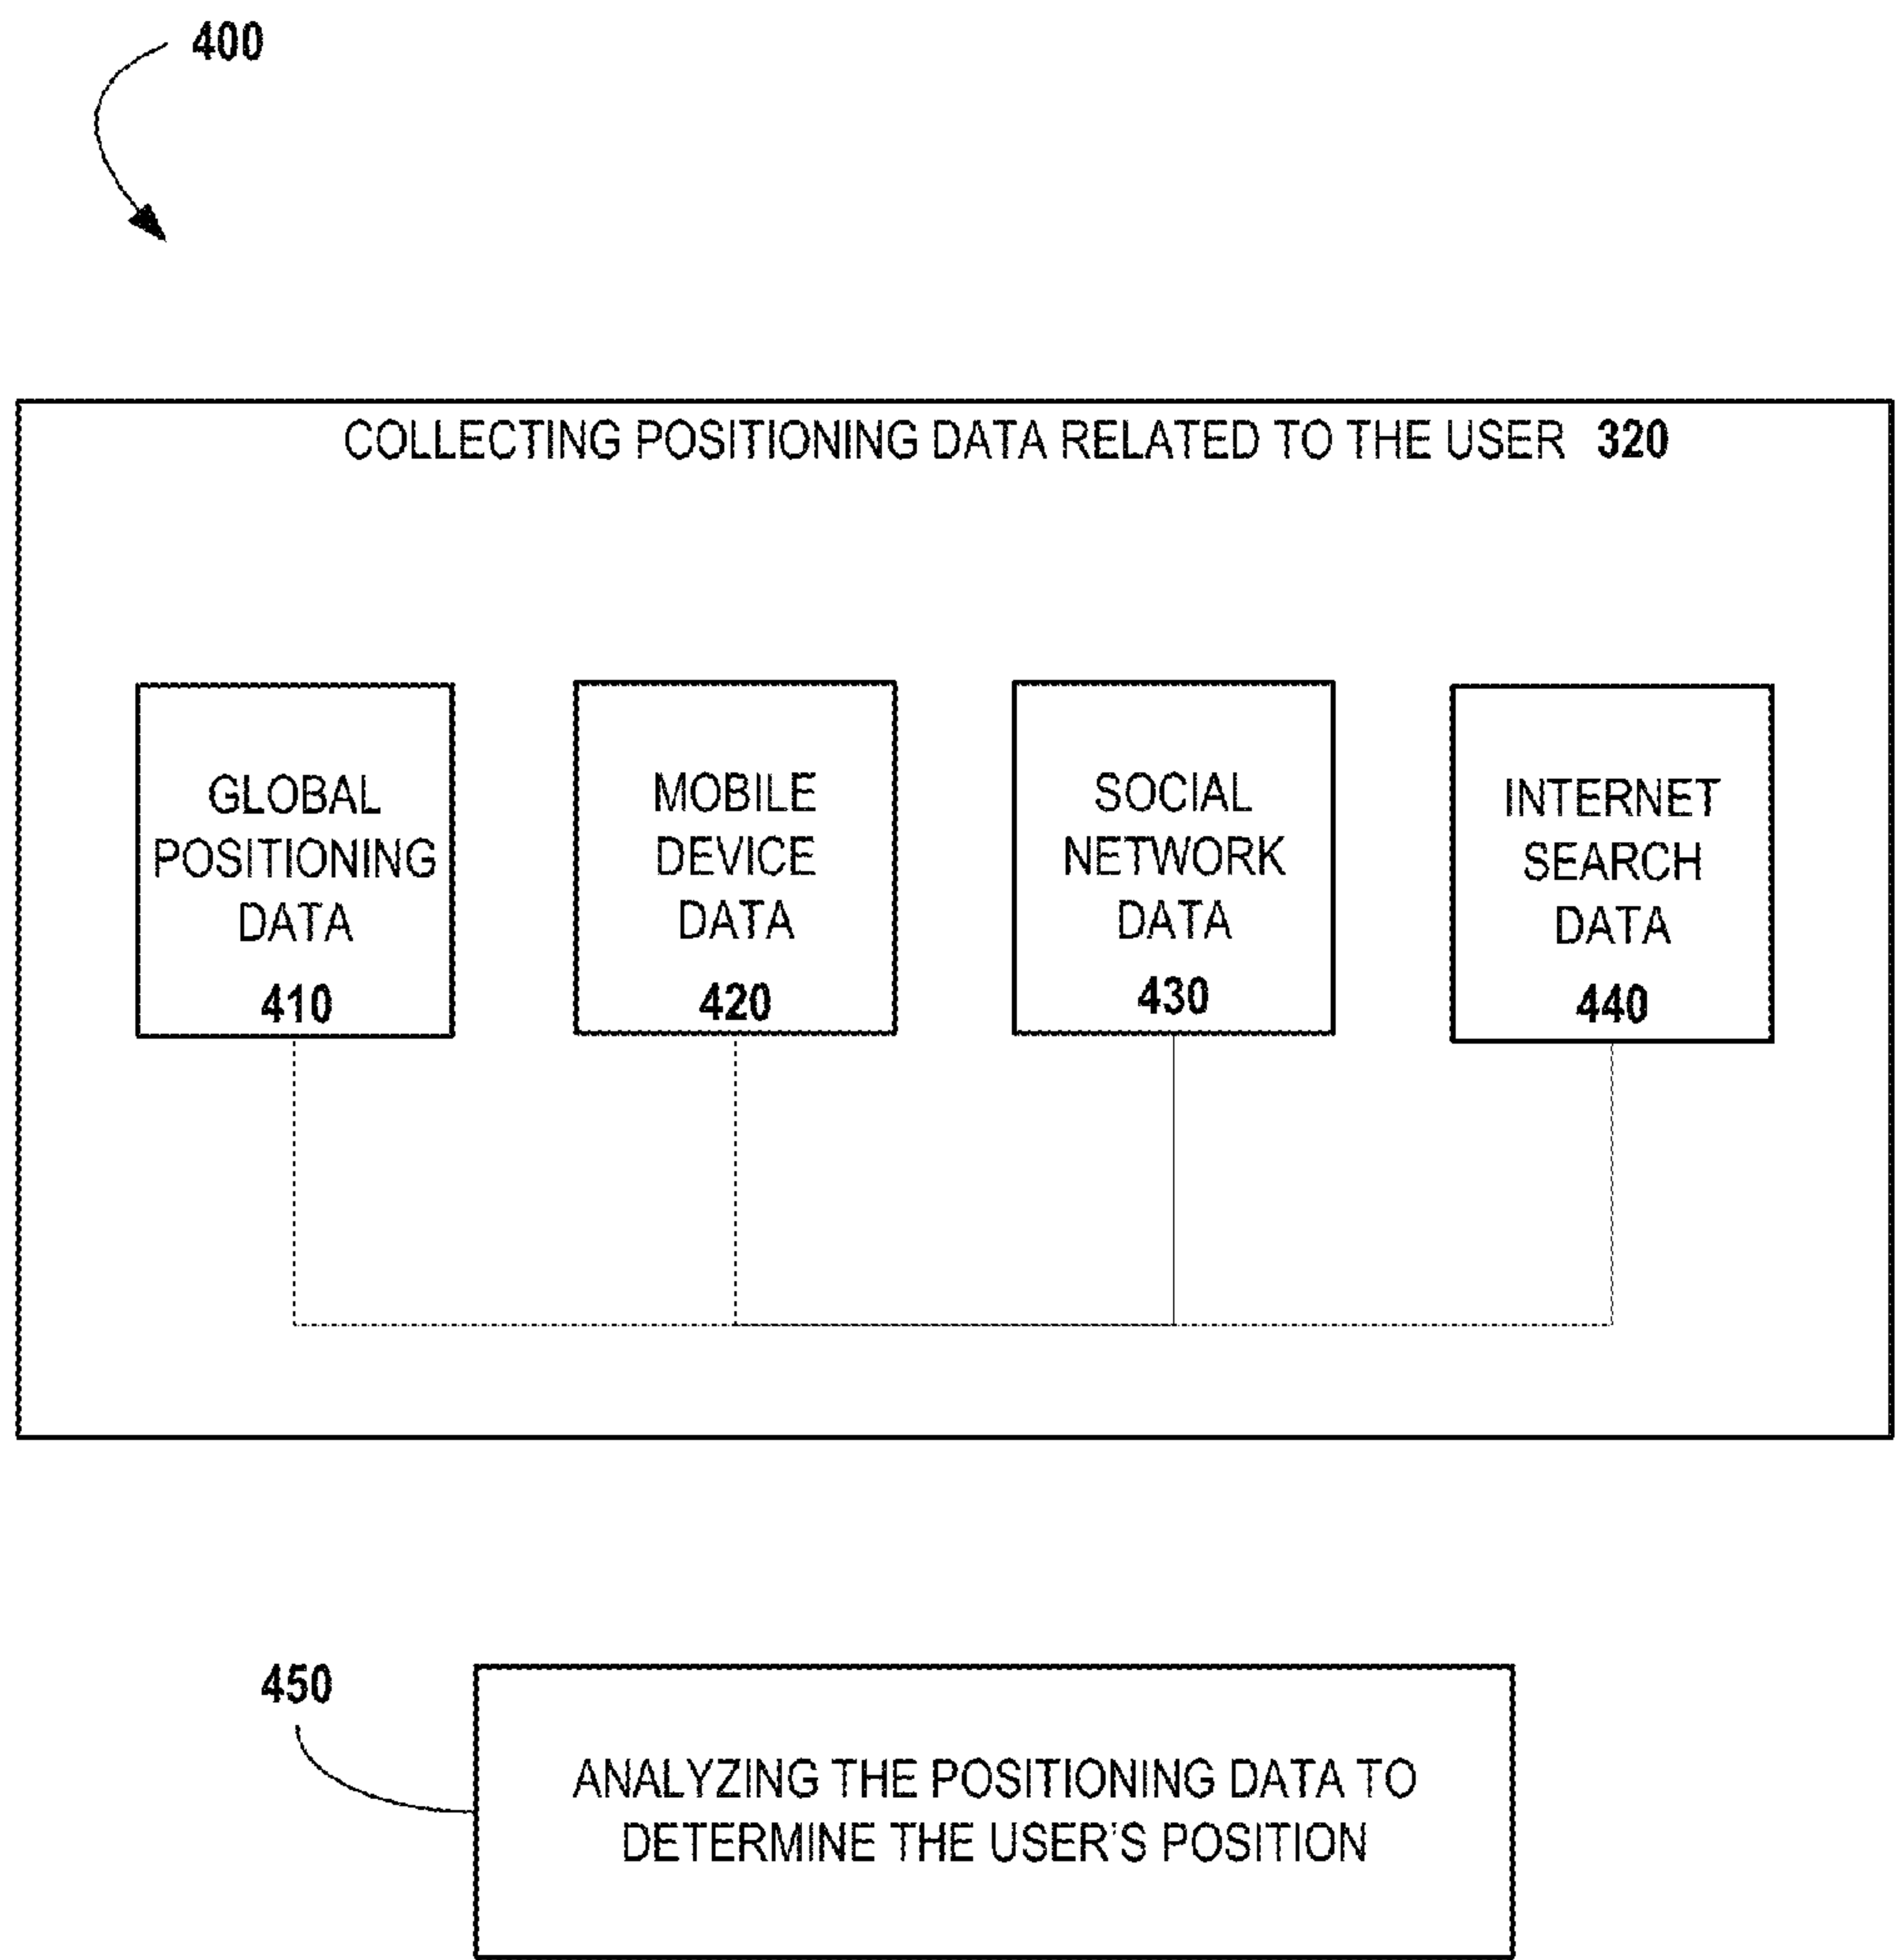 400
COLLECTING POSITIONING DATA RELATED TO THE USER 320
GLOBAL
POSITIONING
DATA
410
MOBILE
DEVICE
DATA
420
SOCIAL
NETWORK
DATA
430
INTERNET
SEARCH
DATA
440
450
ANALYZING THE POSITIONING DATA TO
DETERMINE THE USER'S POSITION